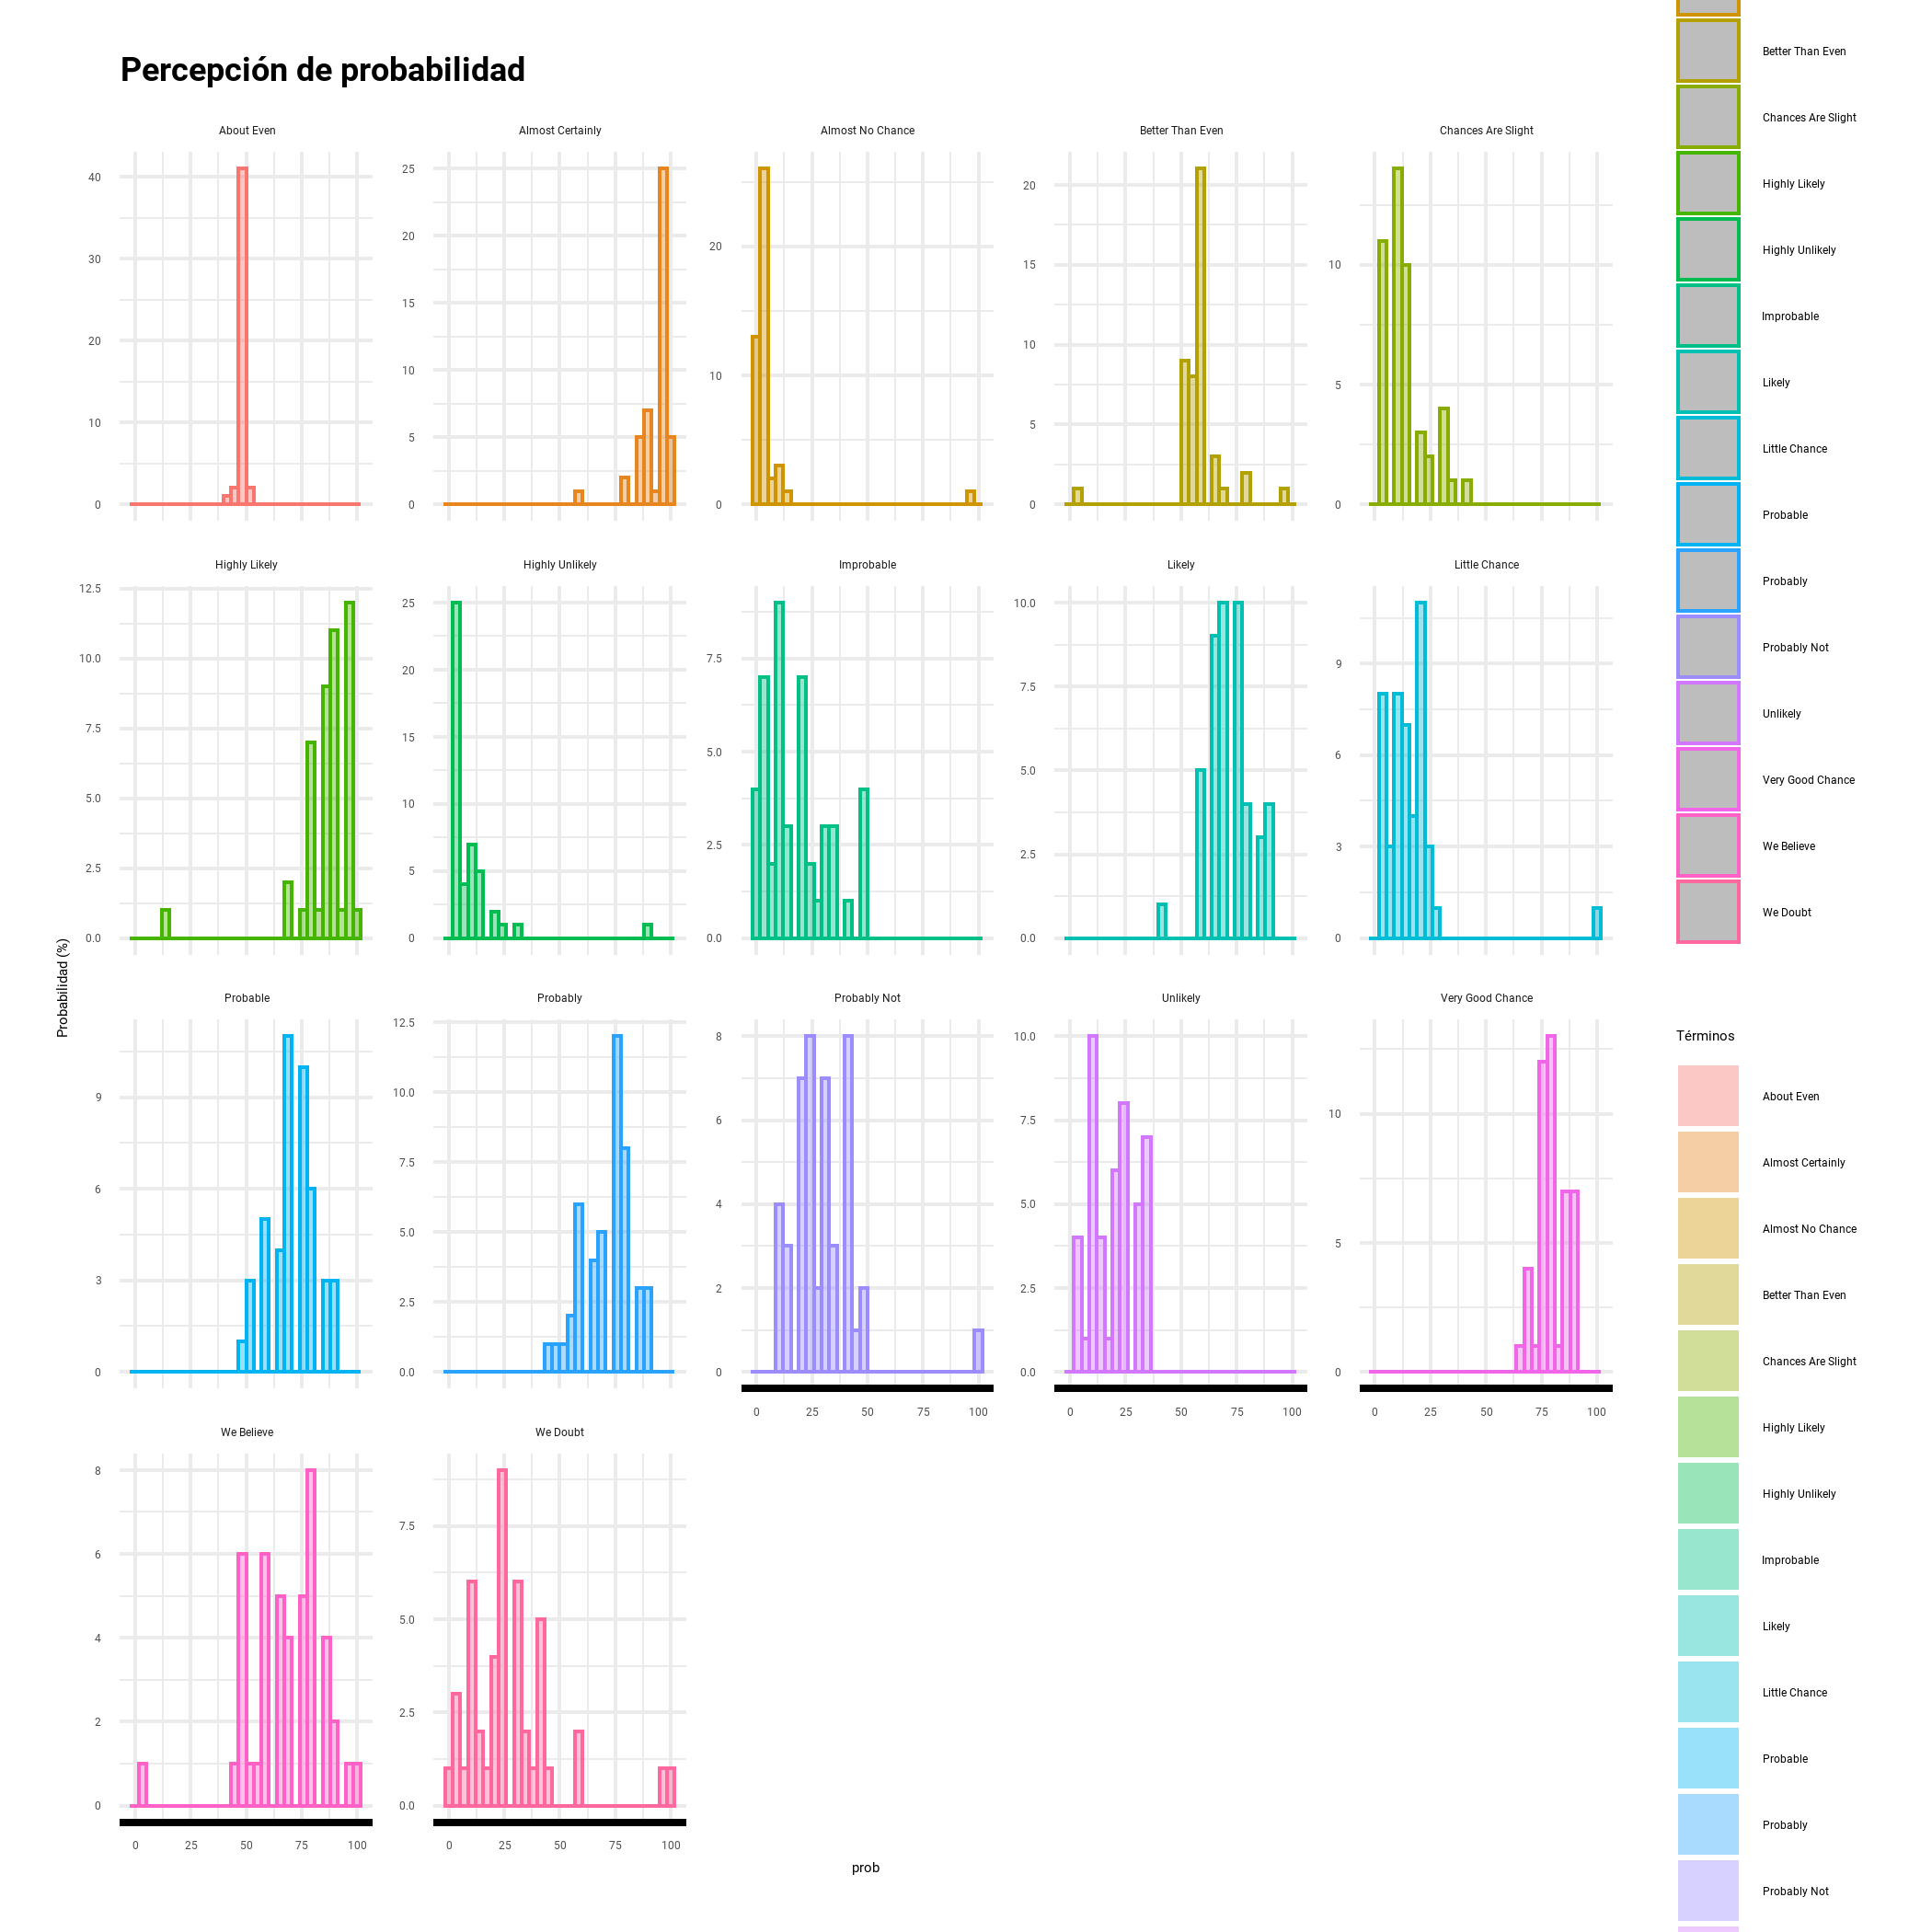 Percepción de probabilidad
About Even
Almost Certainly
Almost No Chance
Better Than Even
Chances Are Slight
40
30
20
10
0
25
20
15
10
5
0
20
10
0
20
15
10
5
0
10
5
0
Highly Likely
Highly Unlikely
Improbable
Likely
Little Chance
12.5
10.0
7.5
5.0
2.5
0.0
25
20
15
10
5
0
7.5
5.0
2.5
0.0
10.0
7.5
5.0
2.5
0.0
9
6
3
0
Probabilidad (%)
Probable
Probably
Probably Not
Unlikely
Very Good Chance
9
6
3
0
12.5
10.0
7.5
5.0
2.5
0.0
8
6
4
2
0
10.0
7.5
5.0
2.5
0.0
10
5
0
0 25 50 75 100
0 25 50 75 100
0 25 50 75 100
We Believe
We Doubt
8
6
4
2
0
7.5
5.0
2.5
0.0
0 25 50 75 100
0 25 50 75 100
prob
Better Than Even
Chances Are Slight
Highly Likely
Highly Unlikely
Improbable
Likely
Little Chance
Probable
Probably
Probably Not
Unlikely
Very Good Chance
We Believe
We Doubt
Términos
About Even
Almost Certainly
Almost No Chance
Better Than Even
Chances Are Slight
Highly Likely
Highly Unlikely
Improbable
Likely
Little Chance
Probable
Probably
Probably Not